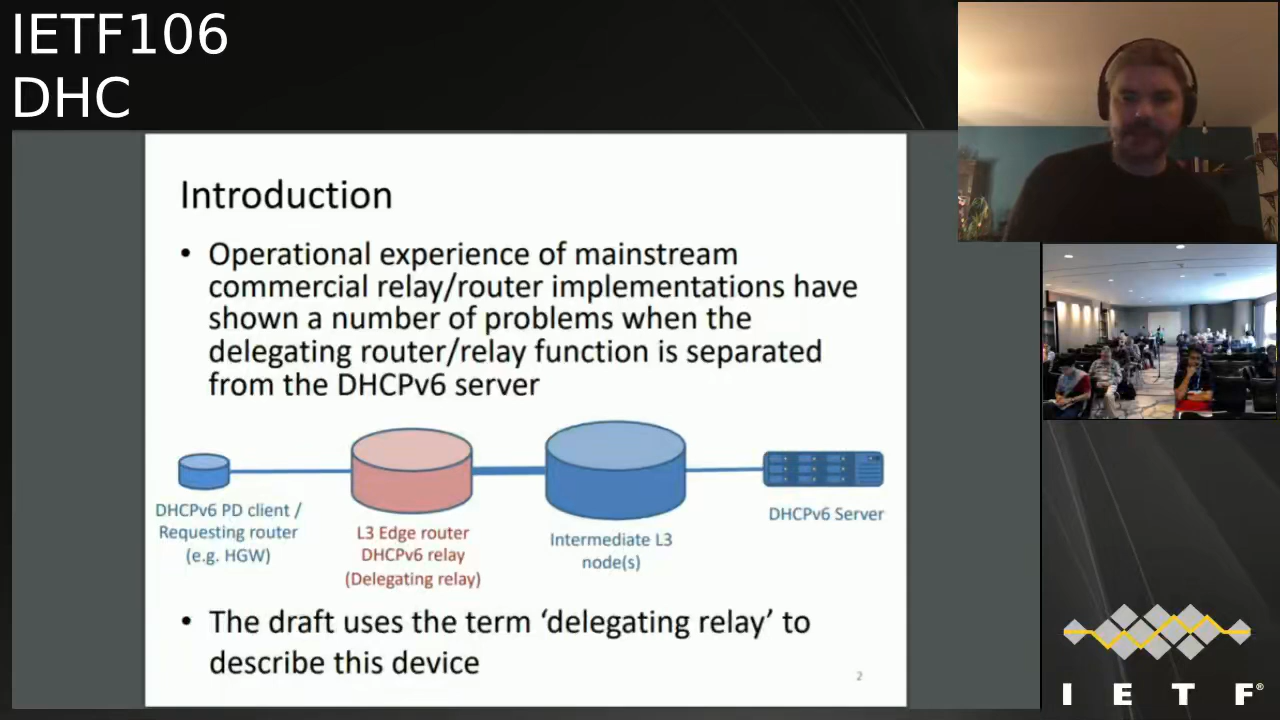 IETF106
DHC
Introduction
• Operational experience of mainstream
commercial relay/router implementations have
shown a number of problems when the
delegating router/relay function is separated
from the DHCPv6 server
DHCPv6 PD client /
Requesting router
(e.g. HGW)
L3 Edge router
DHCPv6 relay
(Delegating relay)
Intermediate L3
node(s)
DHCPv6 Server
• The draft uses the term ‘delegating relay’ to
describe this device
2
I E T F®